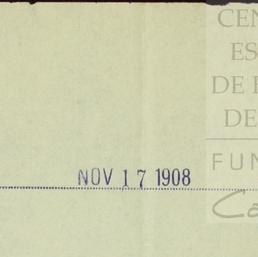 CEN
ES
DE
DE
FUN
NOV 17 1908